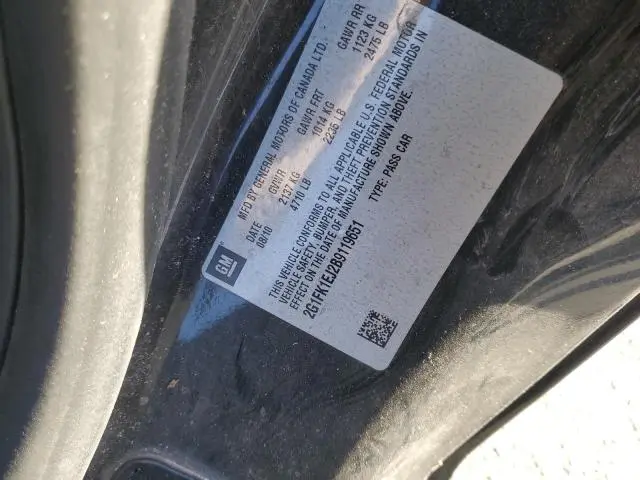 GM
MFD BY GENERAL MOTORS OF CANADA LTD.
DATE GVWR GAWR FRT GAWR RR
08/10 2137 KG 1014 KG 1123 KG
4710 LB 2236 LB 2475 LB
THIS VEHICLE CONFORMS TO ALL APPLICABLE U.S. FEDERAL MOTOR
VEHICLE SAFETY, BUMPER, AND THEFT PREVENTION STANDARDS IN
EFFECT ON THE DATE OF MANUFACTURE SHOWN ABOVE.
2G1FK1EJ2B9119651 TYPE: PASS CAR